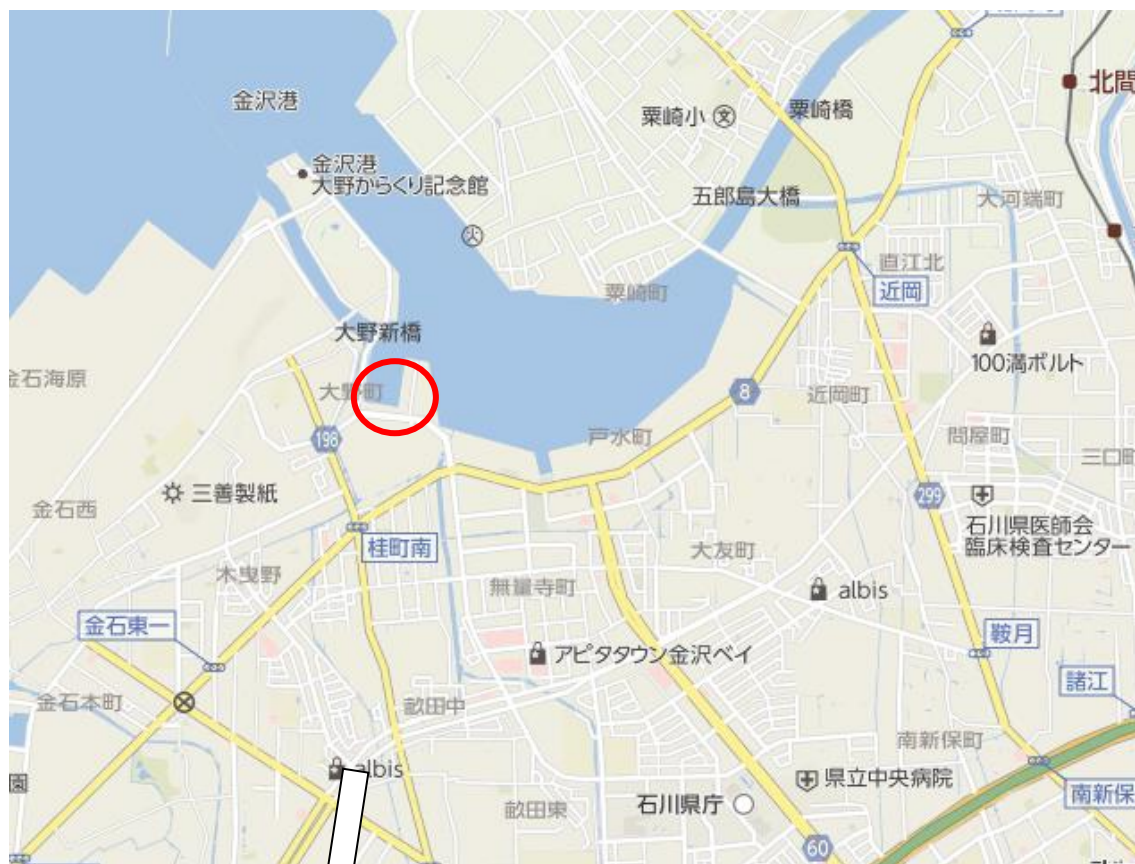 北間
金沢港
粟崎小
文
粟崎橋
金沢港
大野からくり記念館
五郎島大橋
大河端町
火
直江北
粟崎町
近岡
大野新橋
100満ボルト
金石海原
大野町
8
近岡町
198
戸水町
問屋町
三口町
三善製紙
299
金石西
石川県医師会
臨床検査センター
桂町南
大友町
木曳野
無量寺町
albis
金石東一
鞍月
アピタタウン金沢ベイ
諸江
金石本町
畝田中
南新保町
albis
園
県立中央病院
南新保
畝田東
石川県庁
60